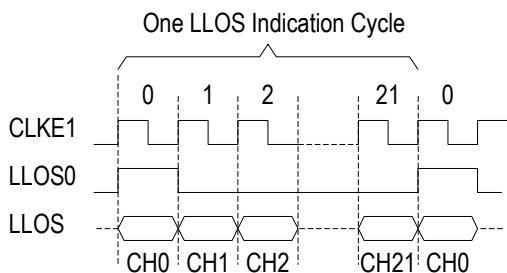 One LLOS Indication Cycle
0 1 2 21 0
CLKE1
LLOS0
LLOS
CH0 CH1 CH2 CH21 CH0